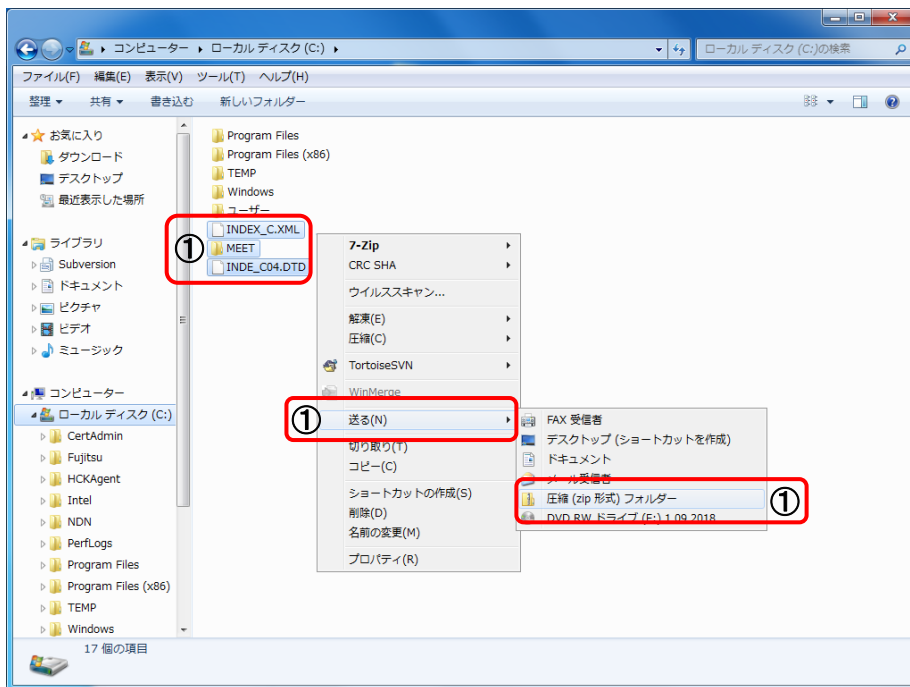 コンピューター ローカル ディスク (C:) ローカル ディスク (C:)の検索
ファイル(F) 編集(E) 表示(V) ツール(T) ヘルプ(H)
整理 共有 書き込む 新しいフォルダー
お気に入り
ダウンロード
デスクトップ
最近表示した場所
ライブラリ
Subversion
ドキュメント
ピクチャ
ビデオ
ミュージック
コンピューター
ローカル ディスク (C:)
CertAdmin
Fujitsu
HCKAgent
Intel
NDN
PerfLogs
Program Files
Program Files (x86)
TEMP
Windows
Program Files
Program Files (x86)
TEMP
Windows
ユーザー
① INDEX_C.XML
MEET
INDE_C04.DTD
7-Zip
CRC SHA
ウイルススキャン...
解凍(E)
圧縮(C)
TortoiseSVN
WinMerge
① 送る(N)
切り取り(T)
コピー(C)
ショートカットの作成(S)
削除(D)
名前の変更(M)
プロパティ(R)
FAX 受信者
デスクトップ (ショートカットを作成)
ドキュメント
メール受信者
圧縮 (zip 形式) フォルダー ①
DVD RW ドライブ (E:) 1.09.2018
17 個の項目